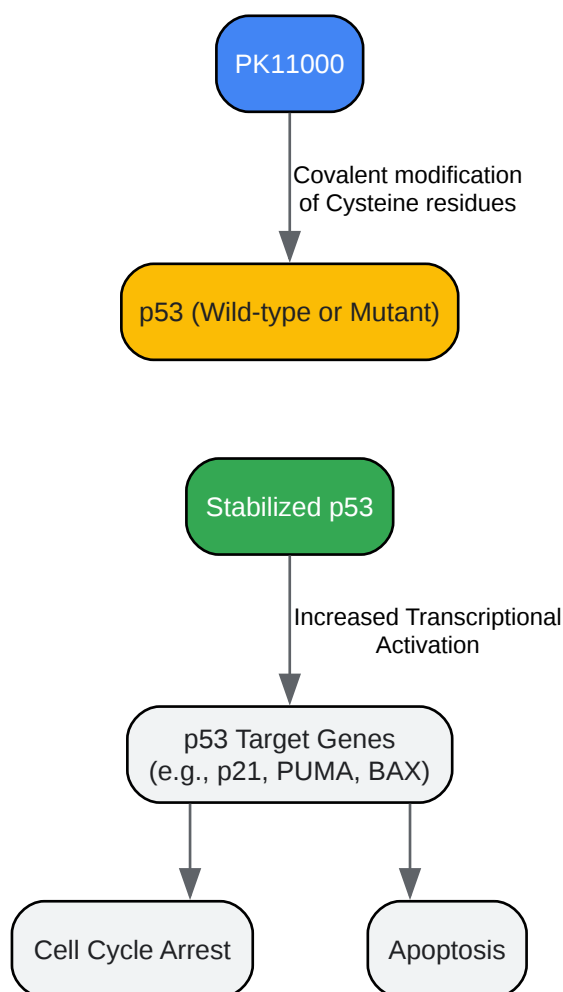 PK11000
Covalent modification
of Cysteine residues
p53 (Wild-type or Mutant)
Stabilized p53
Increased Transcriptional
Activation
p53 Target Genes
(e.g., p21, PUMA, BAX)
Cell Cycle Arrest
Apoptosis